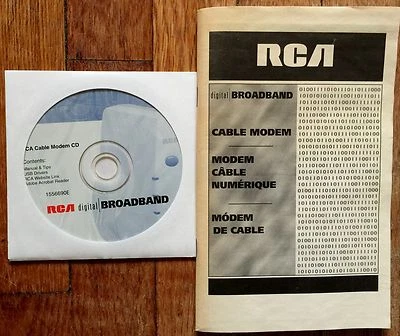 CA Cable Modem CD
Contents:
Manual & Tips
USB Drivers
RCA Website Link
Adobe Acrobat Reader
1556690E
RCA digital BROADBAND
RCA
digital BROADBAND
CABLE MODEM
MODEM
CÂBLE
NUMÉRIQUE
MÓDEM
DE CABLE